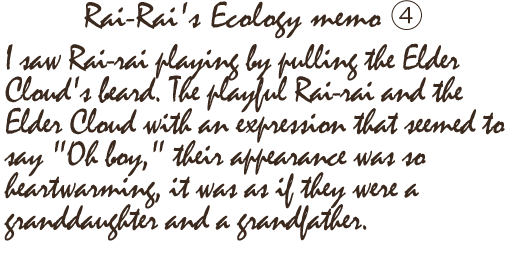 Rai-Rai's Ecology memo ④
I saw Rai-rai playing by pulling the Elder
Cloud's beard. The playful Rai-rai and the
Elder Cloud with an expression that seemed to
say "Oh boy," their appearance was so
heartwarming, it was as if they were a
granddaughter and a grandfather.